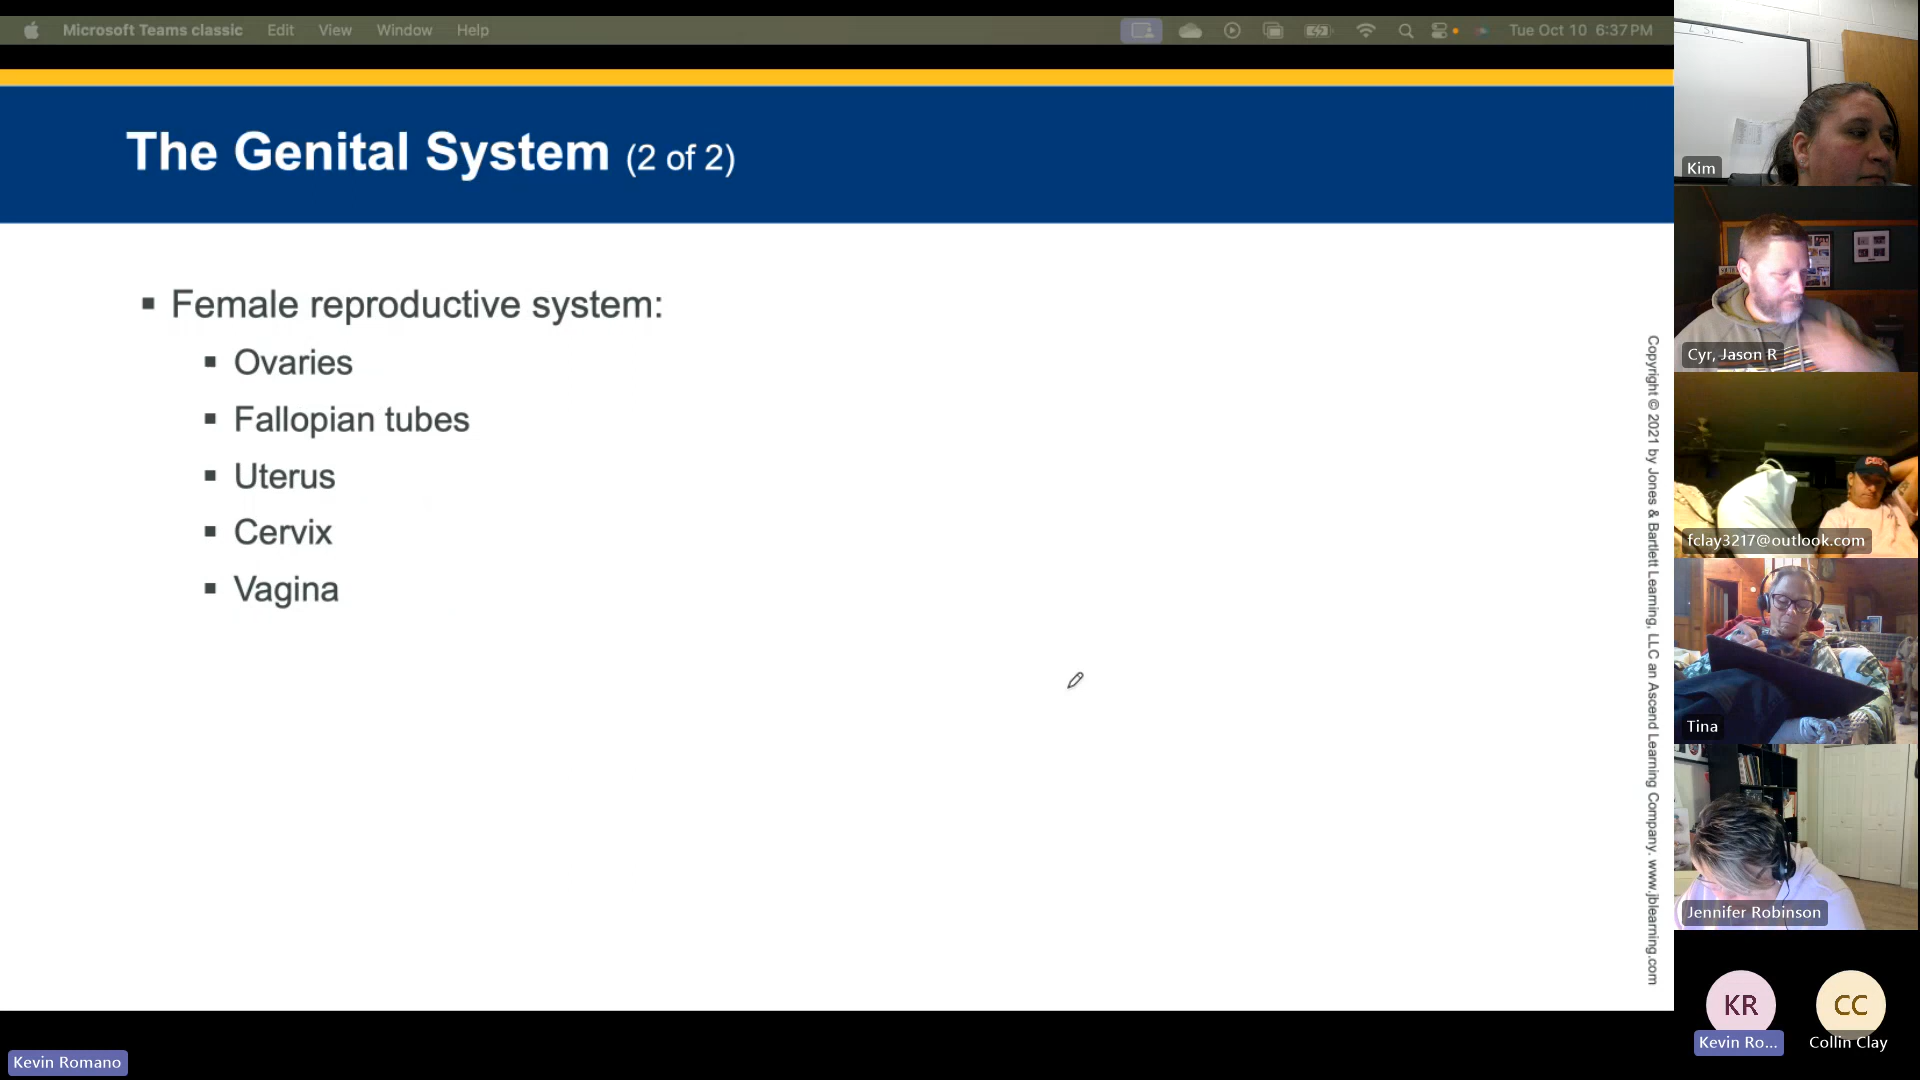 Microsoft Teams classic Edit View Window Help Tue Oct 10 6:37 PM
The Genital System (2 of 2)
▪ Female reproductive system:
▪ Ovaries
▪ Fallopian tubes
▪ Uterus
▪ Cervix
▪ Vagina
Copyright © 2021 by Jones & Bartlett Learning, LLC an Ascend Learning Company. www.jblearning.com
Kim
Cyr, Jason R
fclay3217@outlook.com
Tina
Jennifer Robinson
KR
Kevin Ro...
CC
Collin Clay
Kevin Romano